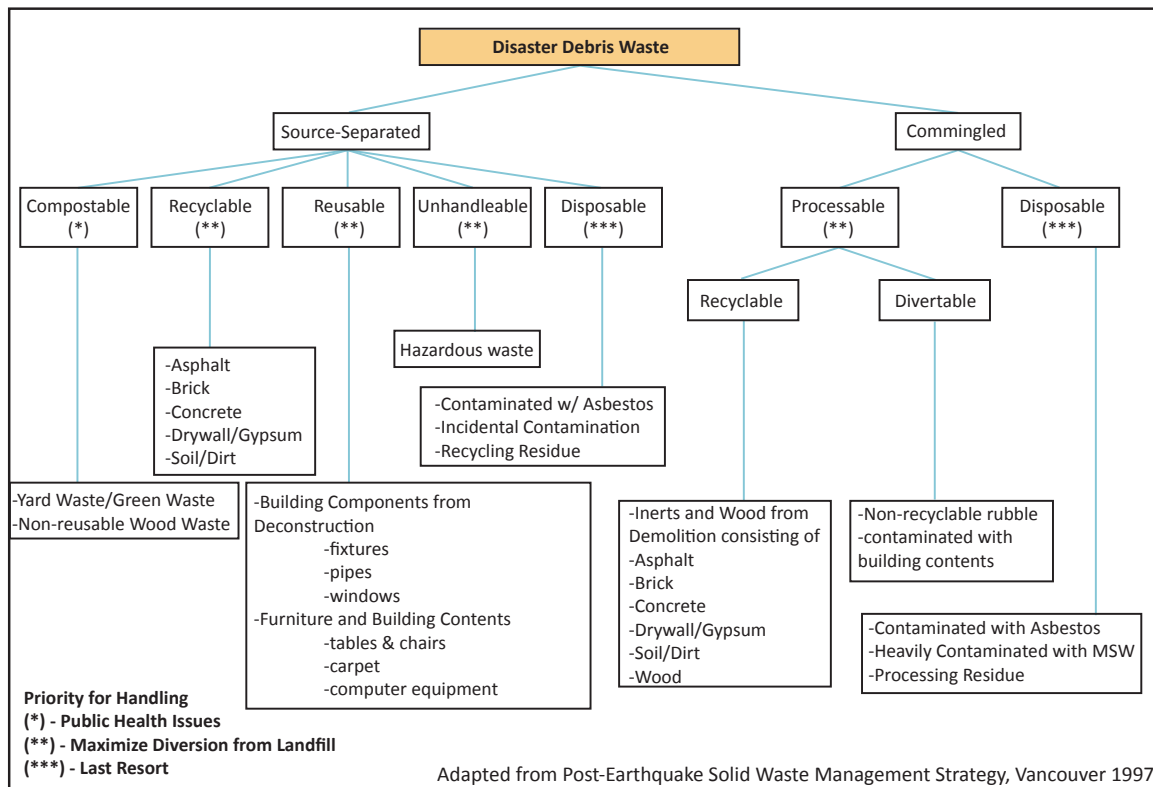 Disaster Debris Waste
Source-Separated
Commingled
Compostable
(*)
Recyclable
(**)
Reusable
(**)
Unhandleable
(**)
Disposable
(***)
Processable
(**)
Disposable
(***)
Recyclable
Divertable
Hazardous waste
-Asphalt
-Brick
-Concrete
-Drywall/Gypsum
-Soil/Dirt
-Contaminated w/ Asbestos
-Incidental Contamination
-Recycling Residue
-Yard Waste/Green Waste
-Non-reusable Wood Waste
-Building Components from
Deconstruction
-fixtures
-pipes
-windows
-Furniture and Building Contents
-tables & chairs
-carpet
-computer equipment
-Inerts and Wood from
Demolition consisting of
-Asphalt
-Brick
-Concrete
-Drywall/Gypsum
-Soil/Dirt
-Wood
-Non-recyclable rubble
-contaminated with
building contents
-Contaminated with Asbestos
-Heavily Contaminated with MSW
-Processing Residue
Priority for Handling
(*) - Public Health Issues
(**) - Maximize Diversion from Landfill
(***) - Last Resort
Adapted from Post-Earthquake Solid Waste Management Strategy, Vancouver 1997